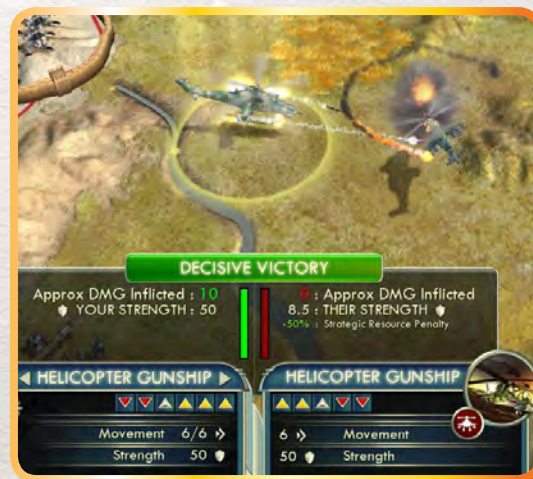 DECISIVE VICTORY
Approx DMG Inflicted : 10
YOUR STRENGTH : 50
0 : Approx DMG Inflicted
8.5 : THEIR STRENGTH
-50% : Strategic Resource Penalty
HELICOPTER GUNSHIP
Movement 6/6
Strength 50
HELICOPTER GUNSHIP
6 Movement
50 Strength